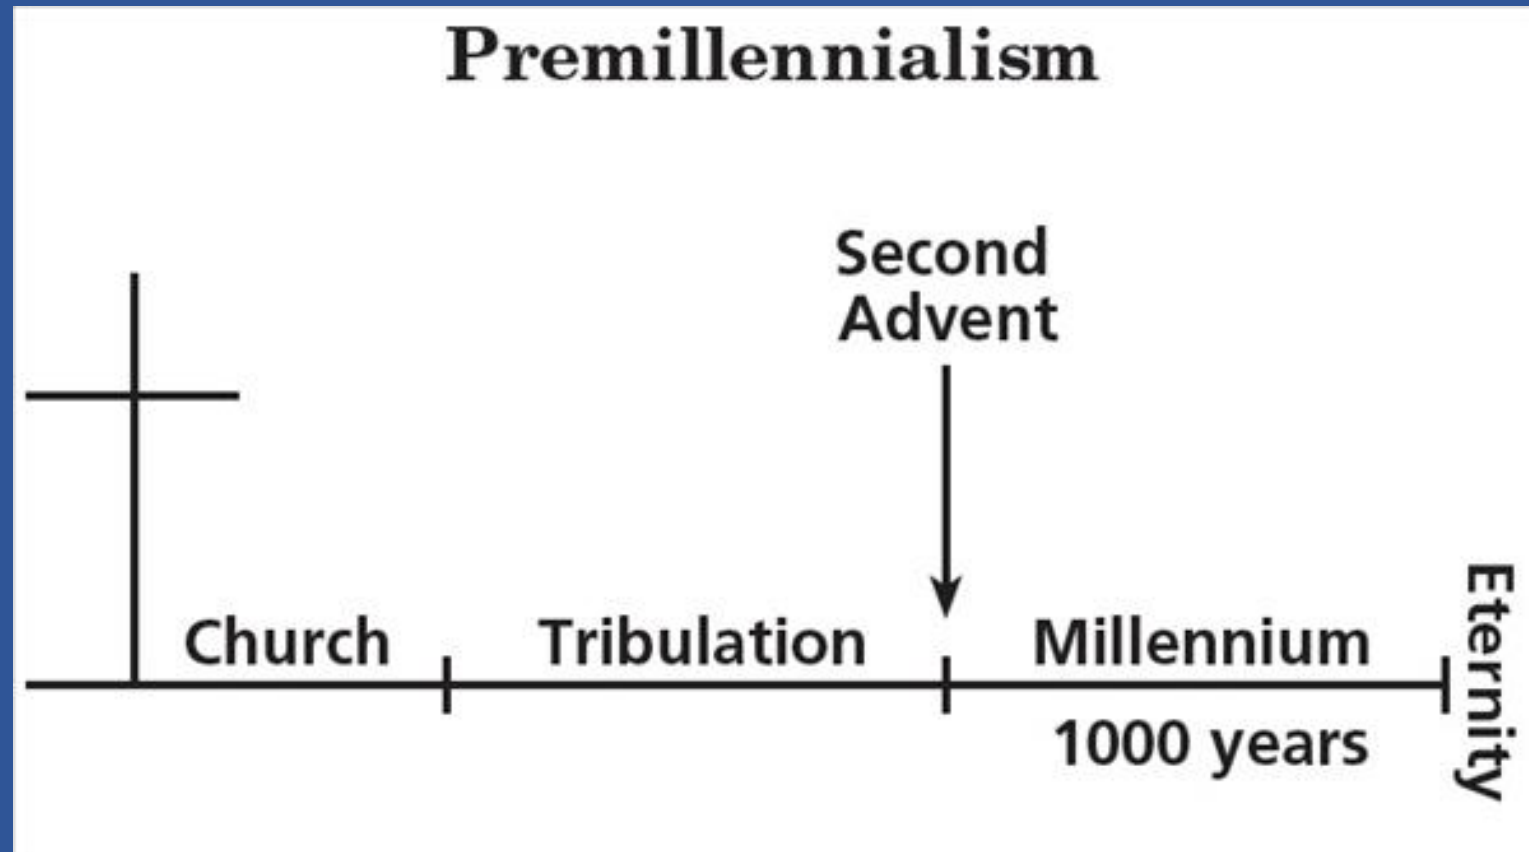 Premillennialism
Second
Advent
Church
Tribulation
Millennium
1000 years
Eternity